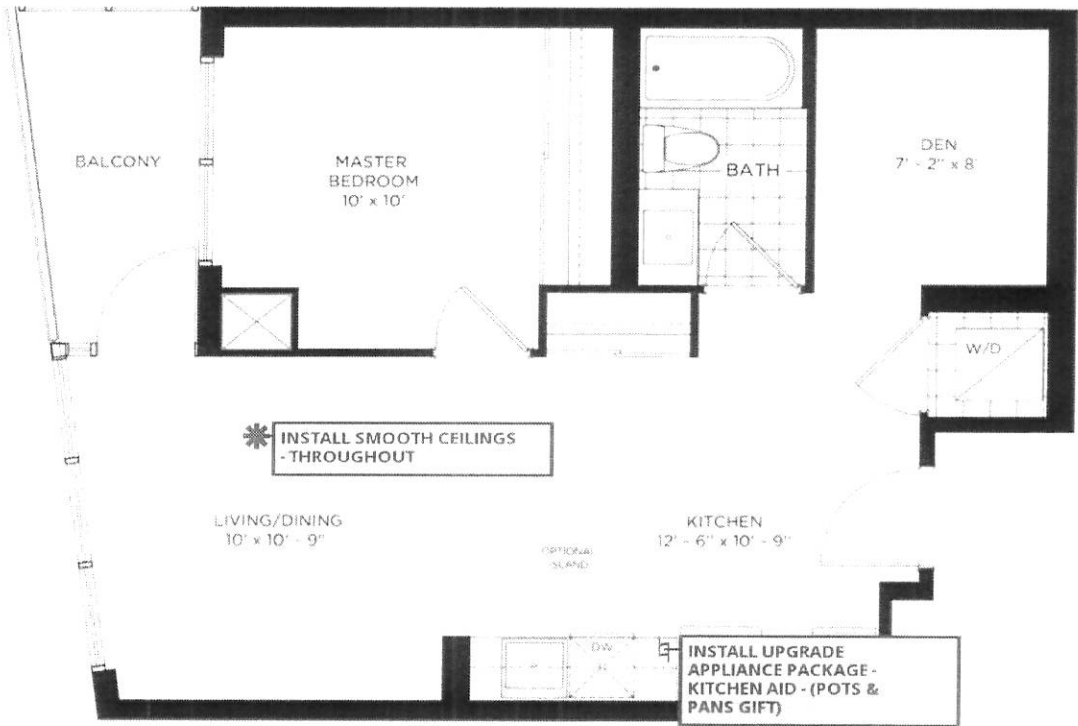 BALCONY
MASTER
BEDROOM
10' x 10'
BATH
DEN
7' - 2" x 8'
W/D
INSTALL SMOOTH CEILINGS
- THROUGHOUT
LIVING/DINING
10' x 10' - 9"
KITCHEN
12' - 6" x 10' - 9"
OPTIONAL
ISLAND
DW
INSTALL UPGRADE
APPLIANCE PACKAGE -
KITCHEN AID - (POTS &
PANS GIFT)